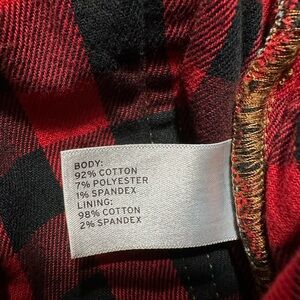 BODY:
92% COTTON
7% POLYESTER
1% SPANDEX
LINING:
98% COTTON
2% SPANDEX